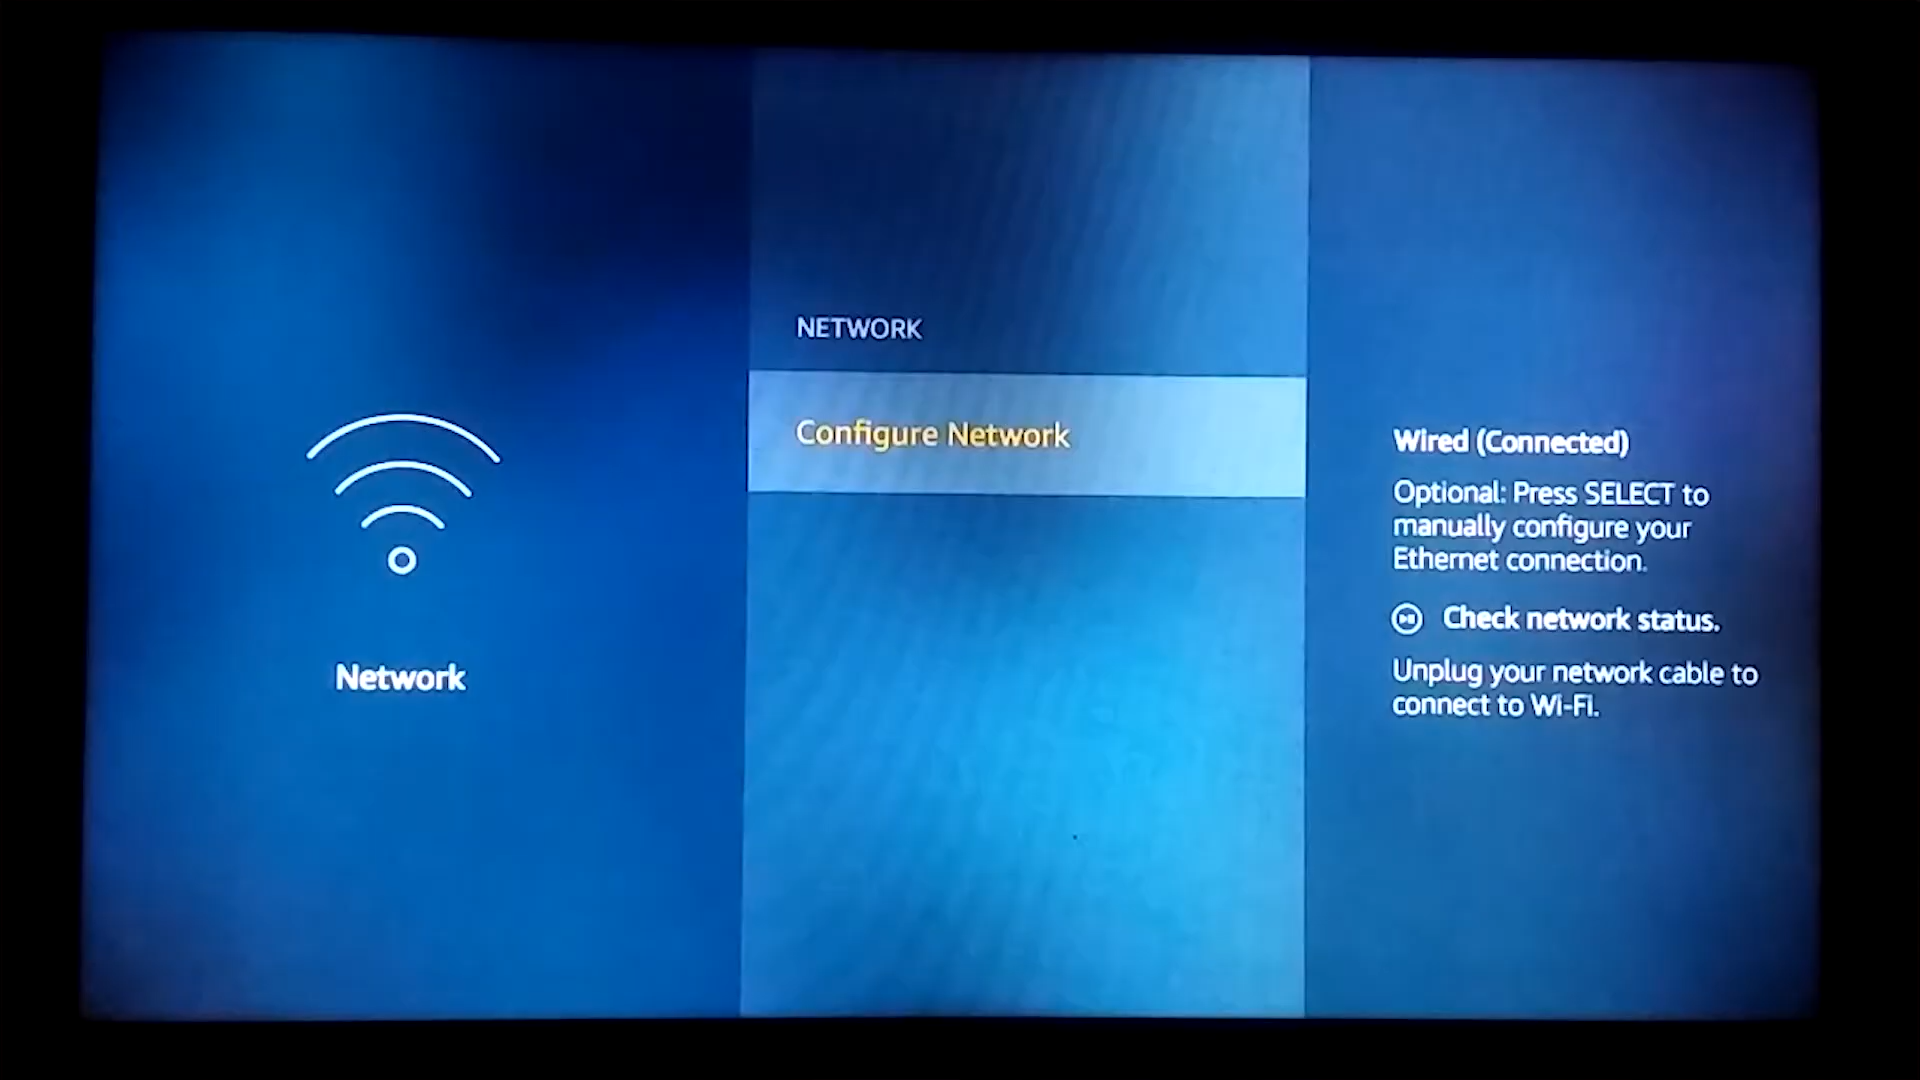 NETWORK
Configure Network
Network
Wired (Connected)
Optional: Press SELECT to
manually configure your
Ethernet connection.
Check network status.
Unplug your network cable to
connect to Wi-Fi.